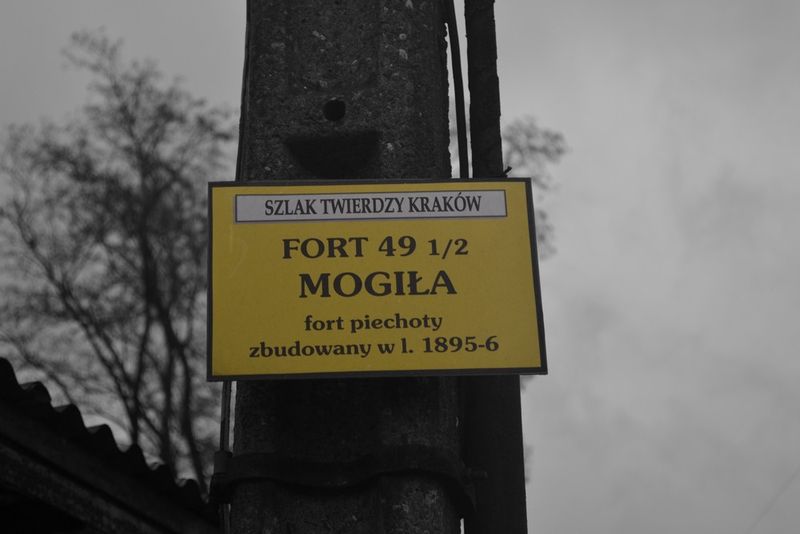 SZLAK TWIERDZY KRAKÓW
FORT 49 1/2
MOGIŁA
fort piechoty
zbudowany w l. 1895-6